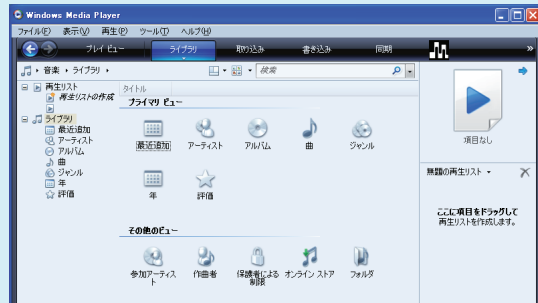 Windows Media Player
ファイル(F) 表示(V) 再生(P) ツール(T) ヘルプ(H)
プレイ ビュー ライブラリ 取り込み 書き込み 同期 »
音楽 ライブラリ 検索
再生リスト
再生リストの作成
ライブラリ
最近追加
アーティスト
アルバム
曲
ジャンル
年
評価
タイトル
プライマリ ビュー
最近追加 アーティスト アルバム 曲 ジャンル
年 評価
その他のビュー
参加アーティス
ト
作曲者
保護者による
制限
オンライン ストア
フォルダ
項目なし
無題の再生リスト
ここに項目をドラッグして
再生リストを作成します。